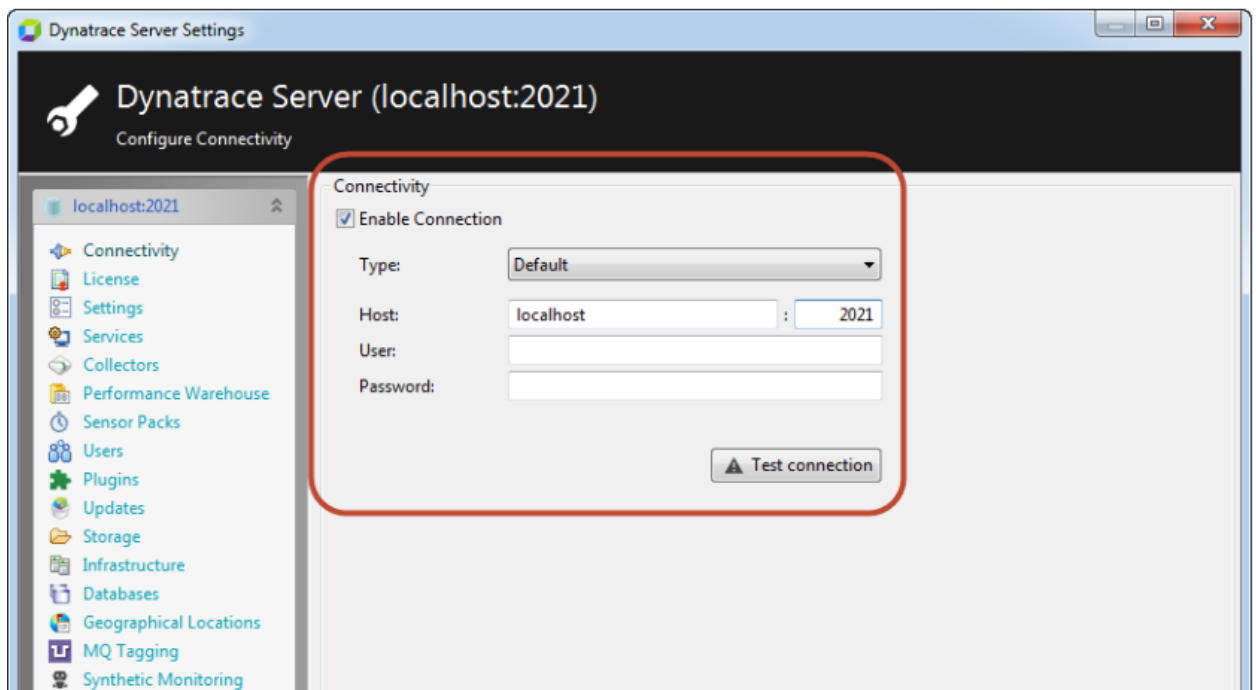 Dynatrace Server Settings
Dynatrace Server (localhost:2021)
Configure Connectivity
localhost:2021
Connectivity
License
Settings
Services
Collectors
Performance Warehouse
Sensor Packs
Users
Plugins
Updates
Storage
Infrastructure
Databases
Geographical Locations
MQ Tagging
Synthetic Monitoring
Connectivity
Enable Connection
Type: Default
Host: localhost : 2021
User:
Password:
Test connection